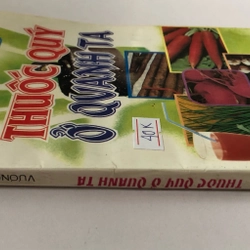 THUỐC QUÝ
Ở QUANH TA
40K
THUỐC QUÝ Ở QUANH TA
VƯƠN